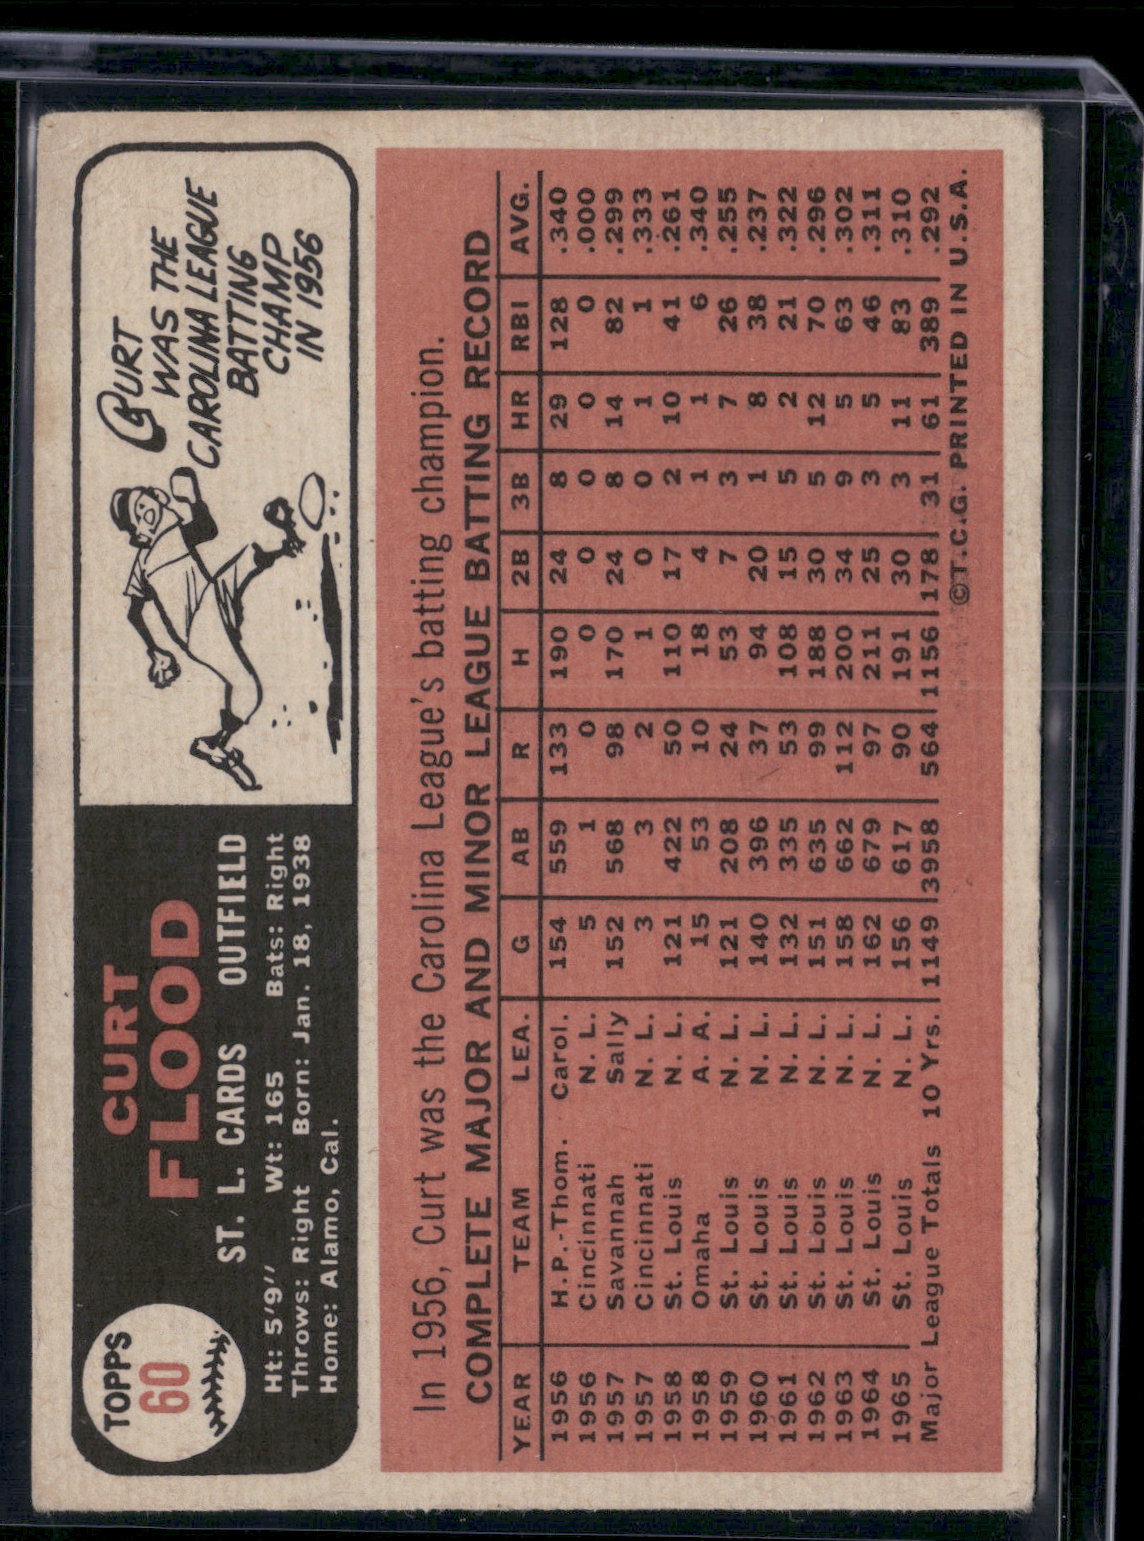 TOPPS
60
CURT
FLOOD
ST. L. CARDS OUTFIELD
Ht: 5'9" Wt: 165 Bats: Right
Throws: Right Born: Jan. 18, 1938
Home: Alamo, Cal.
CURT
WAS THE
CAROLINA LEAGUE
BATTING
CHAMP
IN 1956
In 1956, Curt was the Carolina League's batting champion.
COMPLETE MAJOR AND MINOR LEAGUE BATTING RECORD
YEAR TEAM LEA. G AB R H 2B 3B HR RBI AVG.
1956 H.P.-Thom. Carol. 154 559 133 190 24 8 29 128 .340
1956 Cincinnati N. L. 5 1 0 0 0 0 0 0 .000
1957 Savannah Sally 152 568 98 170 24 8 14 82 .299
1957 Cincinnati N. L. 3 3 2 1 0 0 1 1 .333
1958 St. Louis N. L. 121 422 50 110 17 2 10 41 .261
1958 Omaha A. A. 15 53 10 18 4 1 1 6 .340
1959 St. Louis N. L. 121 208 24 53 7 3 7 26 .255
1960 St. Louis N. L. 140 396 37 94 20 1 8 38 .237
1961 St. Louis N. L. 132 335 53 108 15 5 2 21 .322
1962 St. Louis N. L. 151 635 99 188 30 5 12 70 .296
1963 St. Louis N. L. 158 662 112 200 34 9 5 63 .302
1964 St. Louis N. L. 162 679 97 211 25 3 5 46 .311
1965 St. Louis N. L. 156 617 90 191 30 3 11 83 .310
Major League Totals 10 Yrs. 1149 3958 564 1156 178 31 61 389 .292
©T.C.G. PRINTED IN U.S.A.